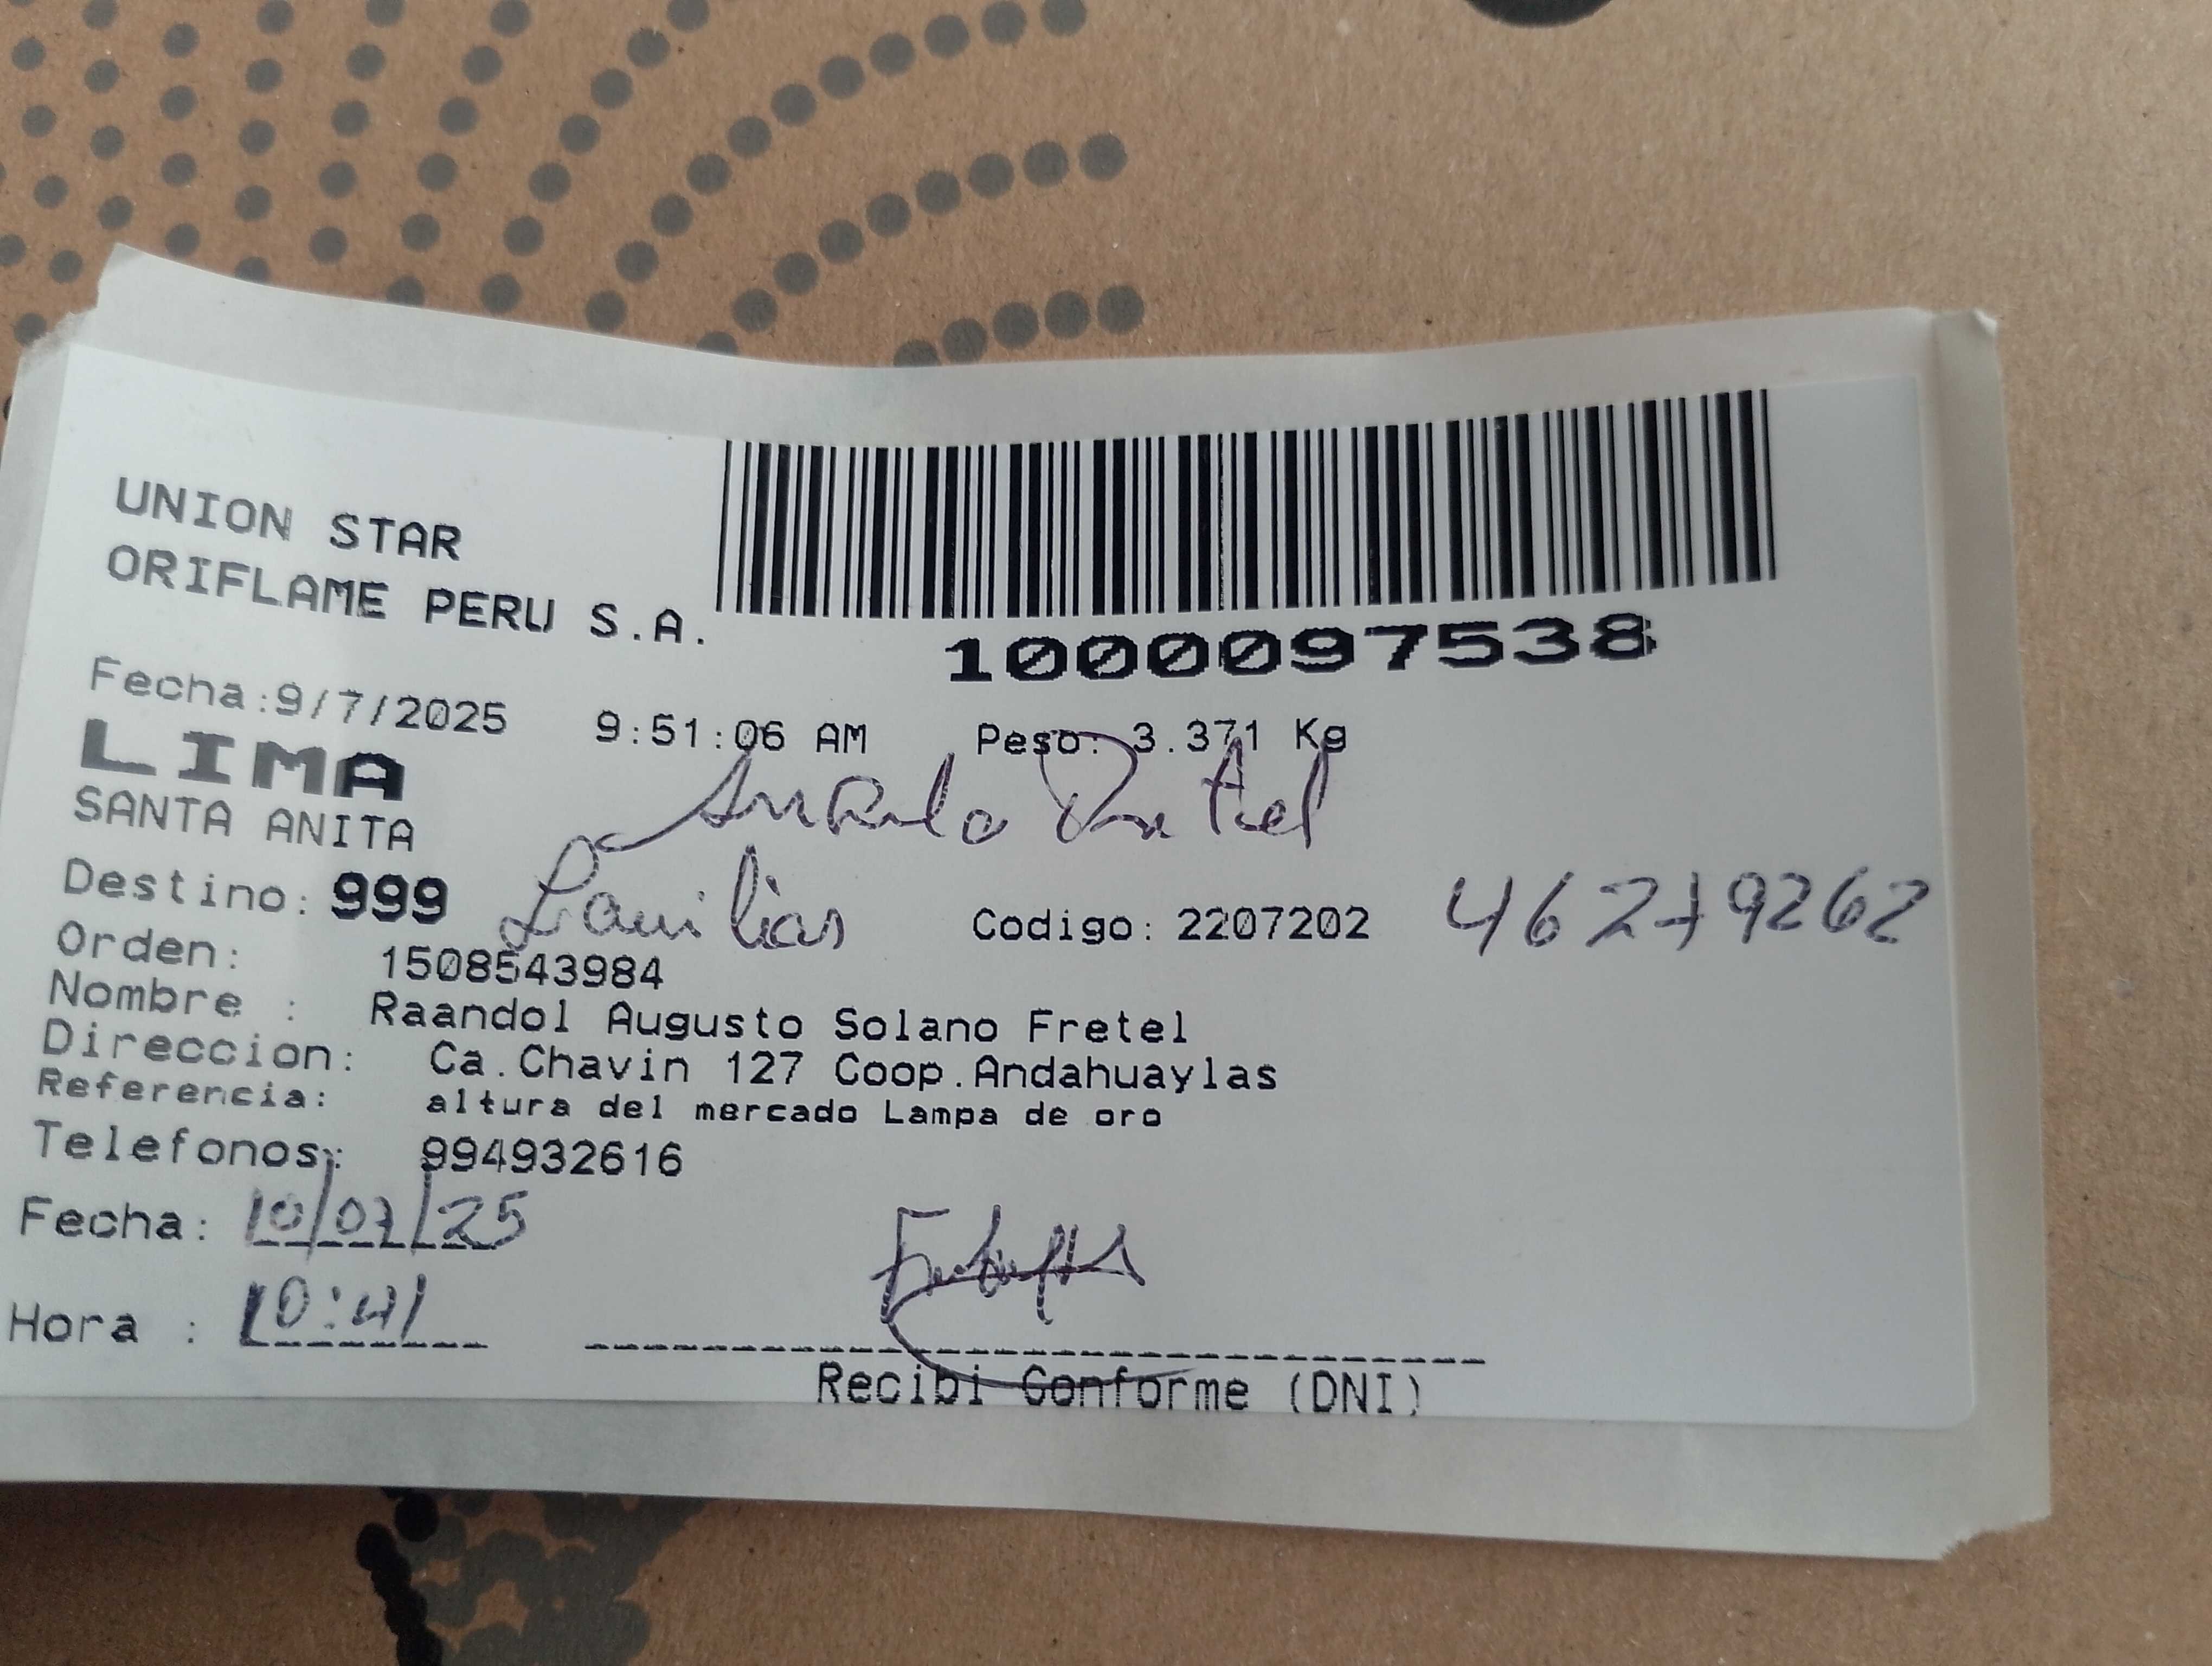 UNION STAR
ORIFLAME PERU S.A.
1000097538
Fecha:9/7/2025 9:51:06 AM Peso: 3.371 Kg
LIMA
SANTA ANITA
Destino: 999 Codigo: 2207202
Orden: 1508543984
Nombre : Raandol Augusto Solano Fretel
Direccion: Ca.Chavin 127 Coop.Andahuaylas
Referencia: altura del mercado Lampa de oro
Telefonos: 994932616
Fecha: 10/07/25
Hora : 10:41
Recibi Conforme (DNI)